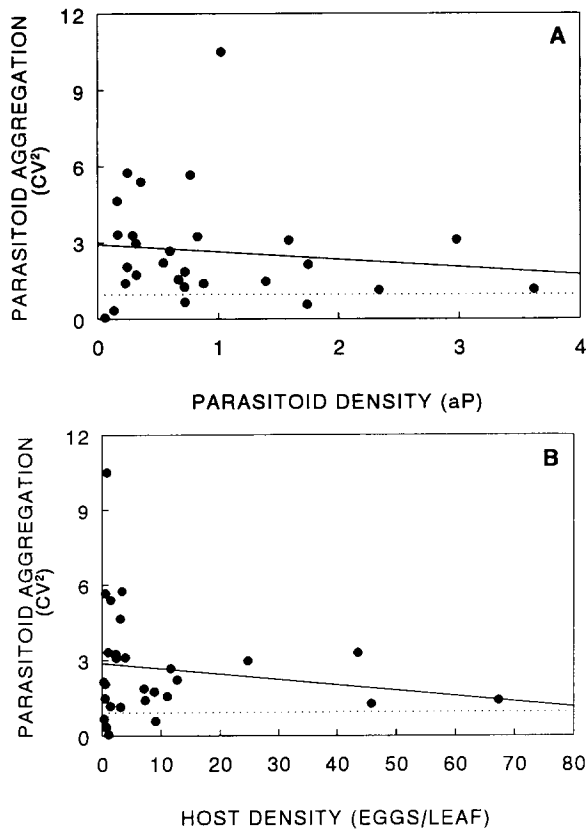 A
PARASITOID AGGREGATION
(CV²)
12
9
6
3
0
0 1 2 3 4
PARASITOID DENSITY (aP)
B
PARASITOID AGGREGATION
(CV²)
12
9
6
3
0
0 10 20 30 40 50 60 70 80
HOST DENSITY (EGGS/LEAF)